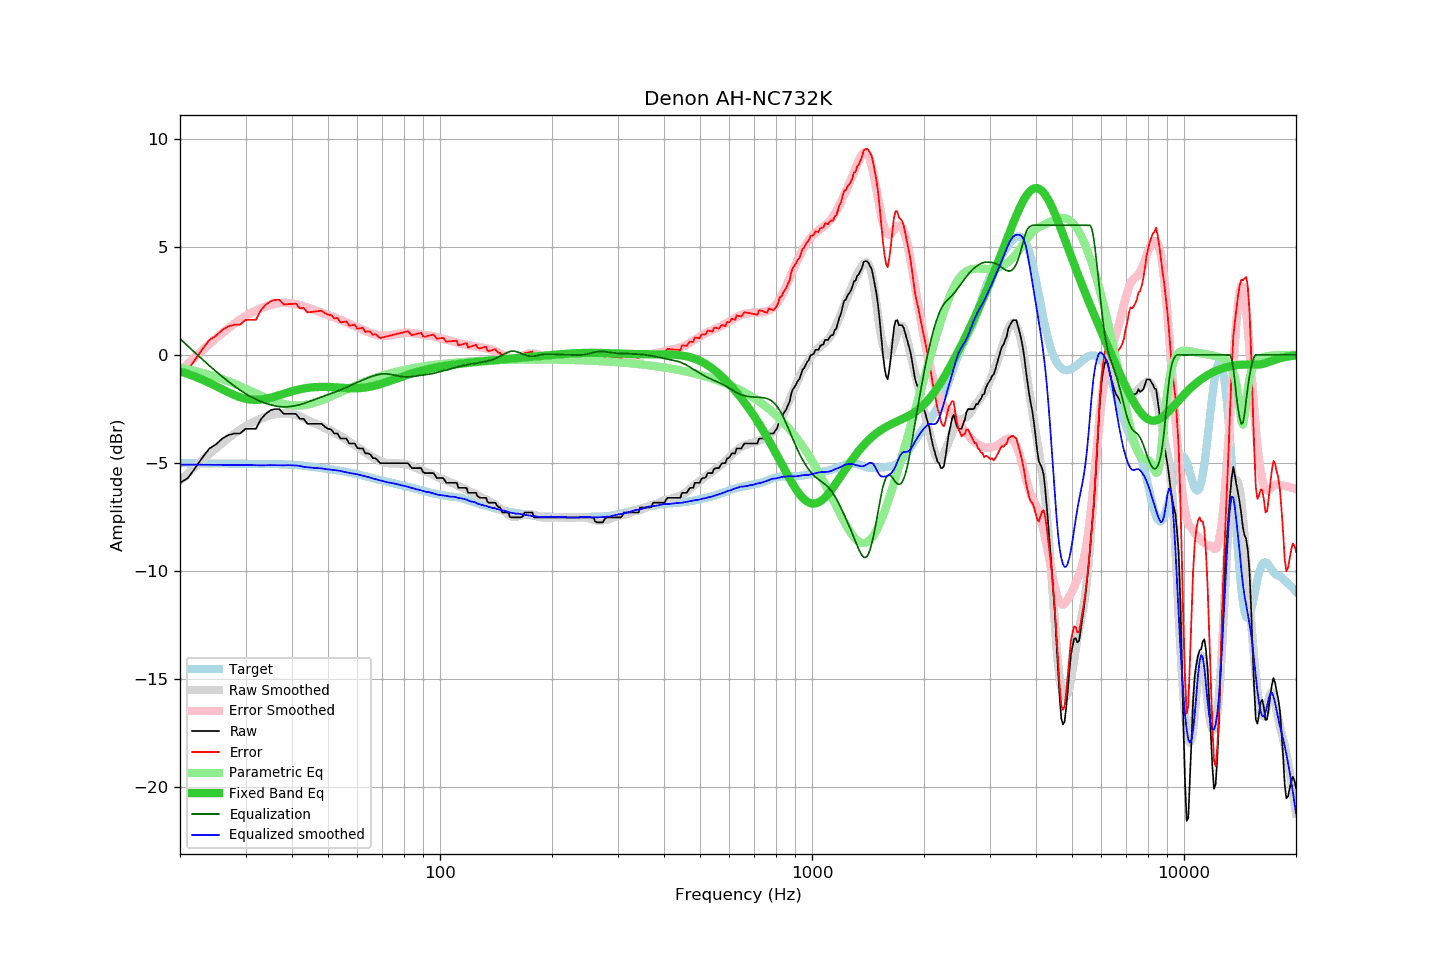 Denon AH-NC732K
10
5
0
−5
−10
−15
−20
Amplitude (dBr)
Target
Raw Smoothed
Error Smoothed
Raw
Error
Parametric Eq
Fixed Band Eq
Equalization
Equalized smoothed
100
1000
10000
Frequency (Hz)